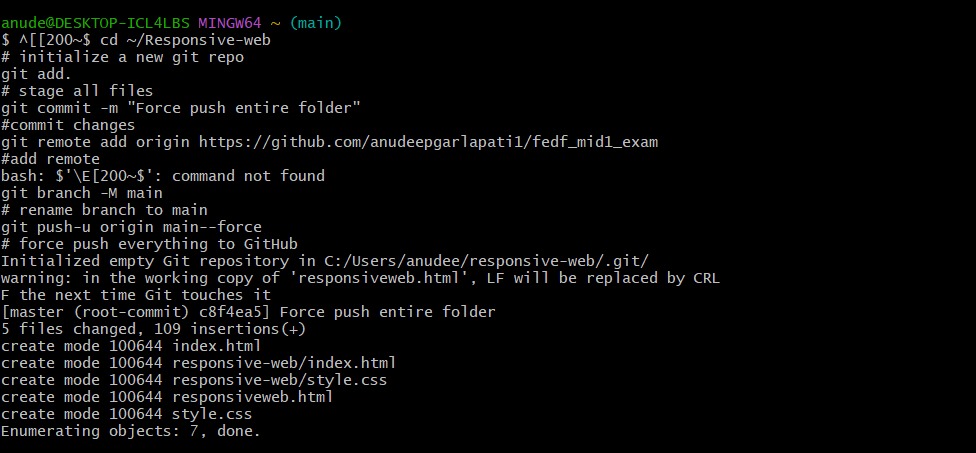 anude@DESKTOP-ICL4LBS MINGW64 ~ (main)
$ ^[[200~$ cd ~/Responsive-web
# initialize a new git repo
git add.
# stage all files
git commit -m "Force push entire folder"
#commit changes
git remote add origin https://github.com/anudeepgarlapati1/fedf_mid1_exam
#add remote
bash: $'\E[200~$': command not found
git branch -M main
# rename branch to main
git push-u origin main--force
# force push everything to GitHub
Initialized empty Git repository in C:/Users/anudee/responsive-web/.git/
warning: in the working copy of 'responsiveweb.html', LF will be replaced by CRL
F the next time Git touches it
[master (root-commit) c8f4ea5] Force push entire folder
5 files changed, 109 insertions(+)
create mode 100644 index.html
create mode 100644 responsive-web/index.html
create mode 100644 responsive-web/style.css
create mode 100644 responsiveweb.html
create mode 100644 style.css
Enumerating objects: 7, done.